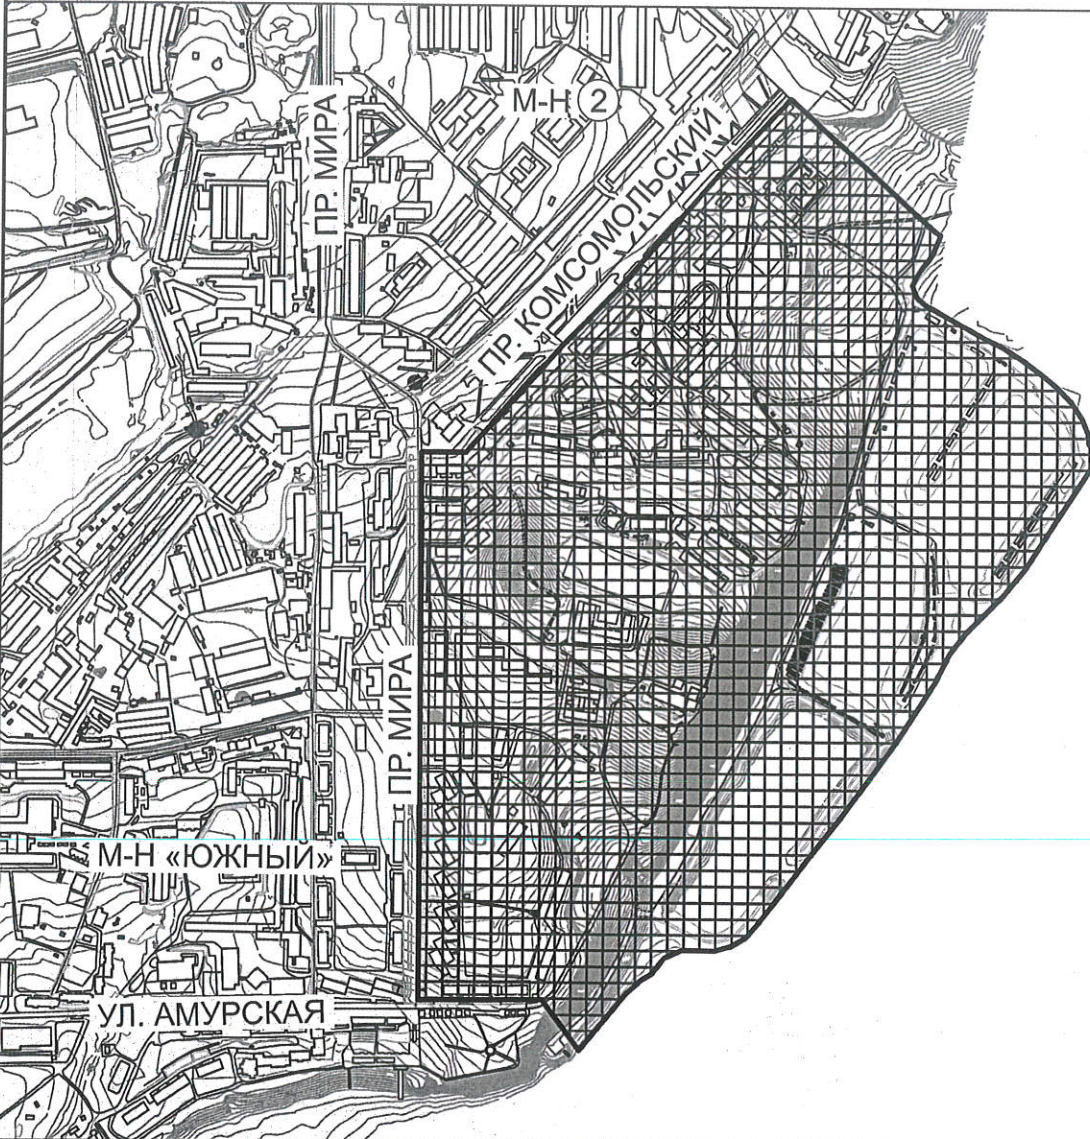 М-Н 2
ПР. МИРА
ПР. КОМСОМОЛЬСКИЙ
ПР. МИРА
М-Н «ЮЖНЫЙ»
УЛ. АМУРСКАЯ